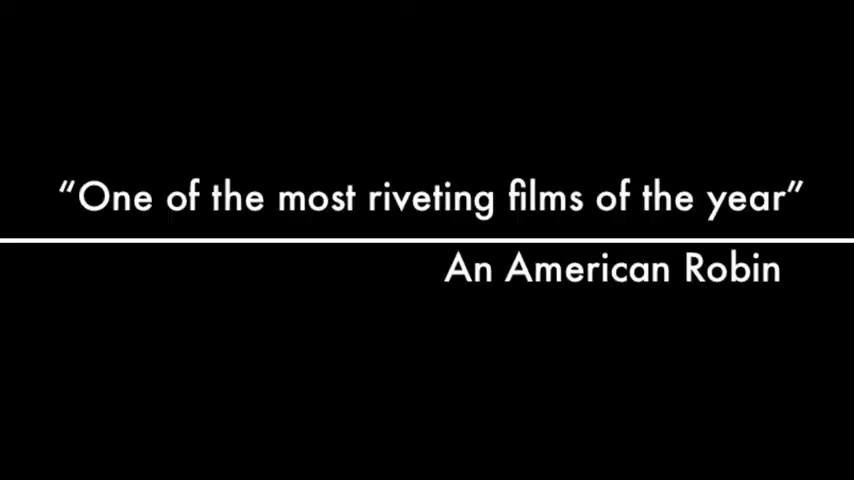 “One of the most riveting films of the year”
An American Robin